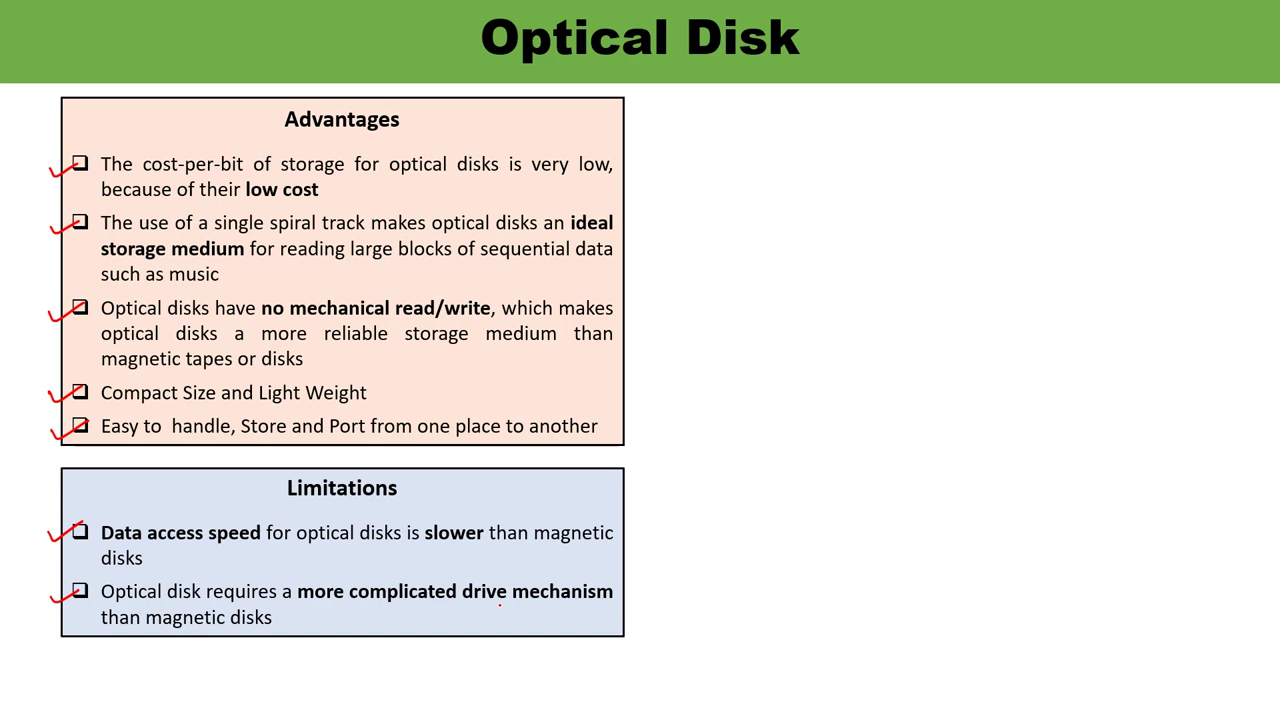 Optical Disk
Advantages
The cost-per-bit of storage for optical disks is very low,
because of their low cost
The use of a single spiral track makes optical disks an ideal
storage medium for reading large blocks of sequential data
such as music
Optical disks have no mechanical read/write, which makes
optical disks a more reliable storage medium than
magnetic tapes or disks
Compact Size and Light Weight
Easy to handle, Store and Port from one place to another
Limitations
Data access speed for optical disks is slower than magnetic
disks
Optical disk requires a more complicated drive mechanism
than magnetic disks